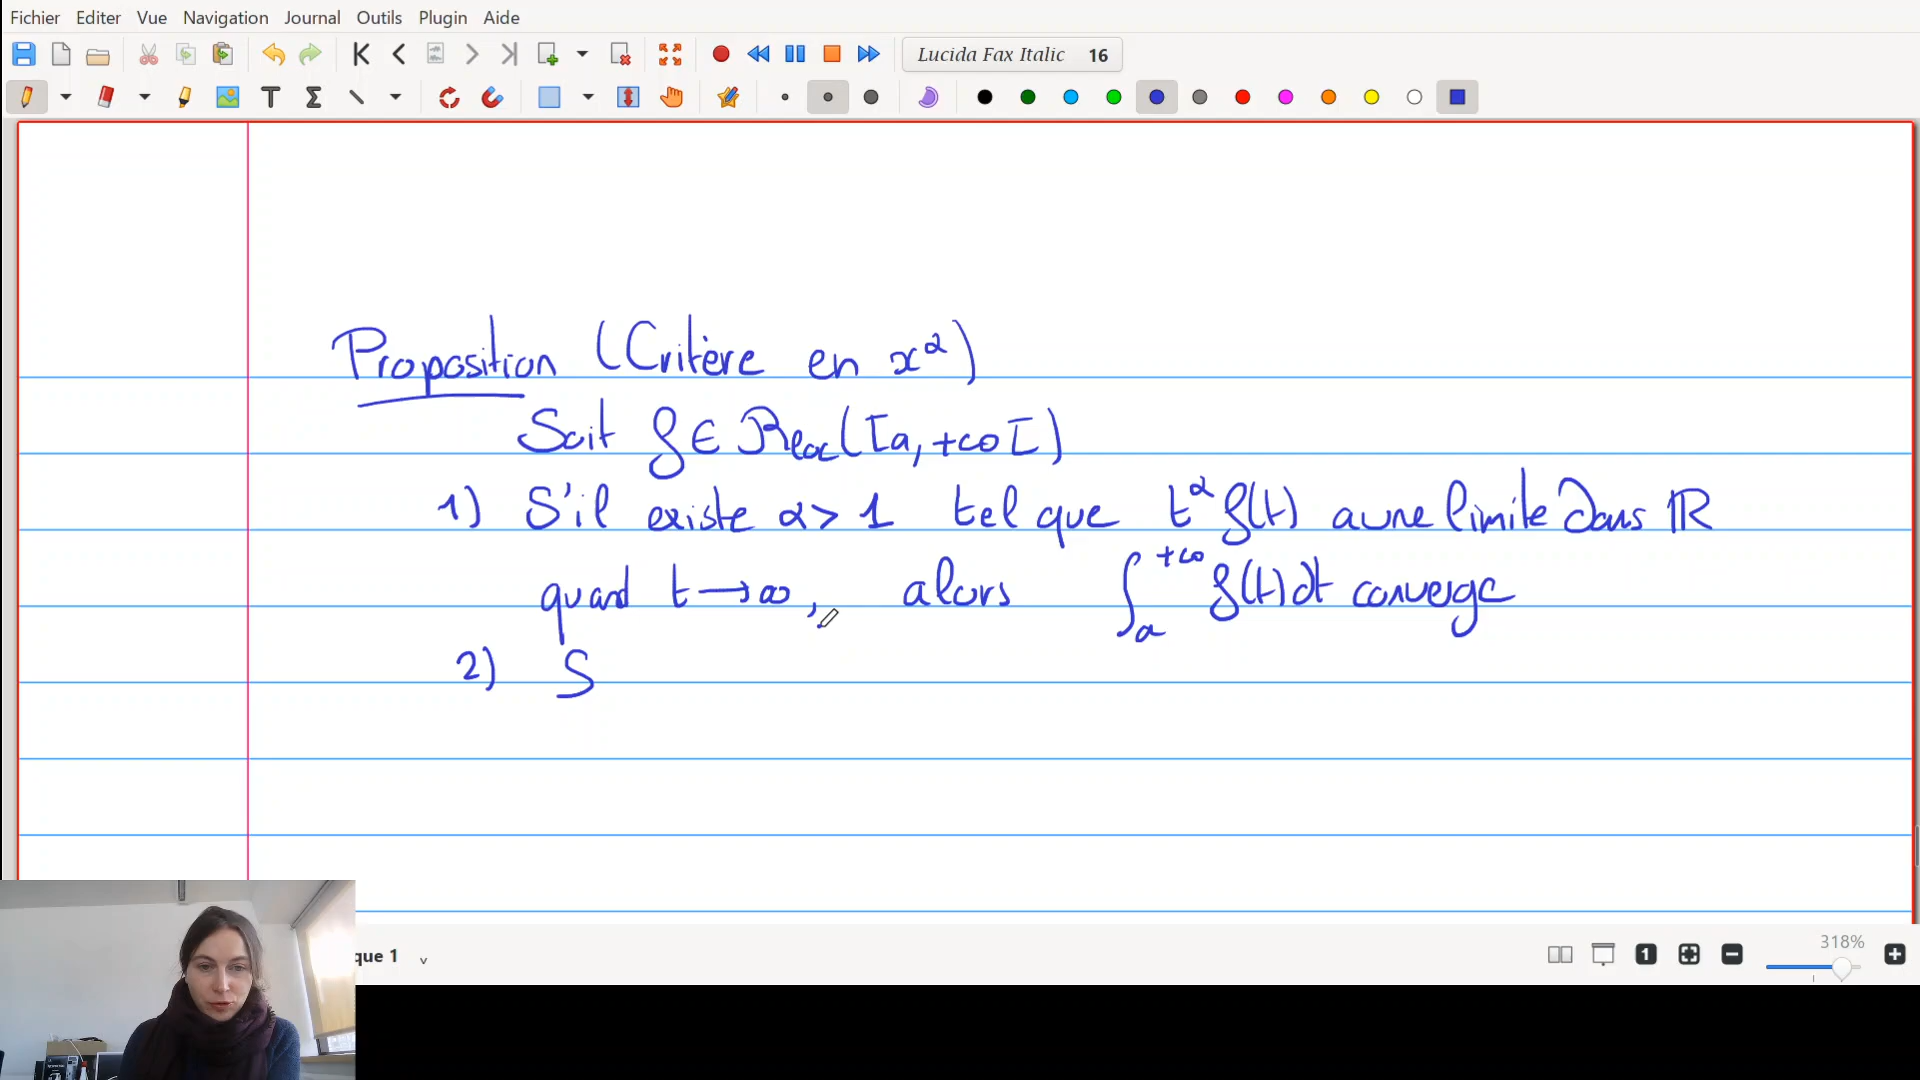 Fichier Editer Vue Navigation Journal Outils Plugin Aide
Lucida Fax Italic 16
Proposition (Critère en x^α)
Soit f ∈ R_loc([a, +∞[)
1) S'il existe α > 1 tel que t^α f(t) a une limite dans ℝ
quand t → ∞, alors ∫_a^{+∞} f(t)dt converge
2) S
que 1
318%